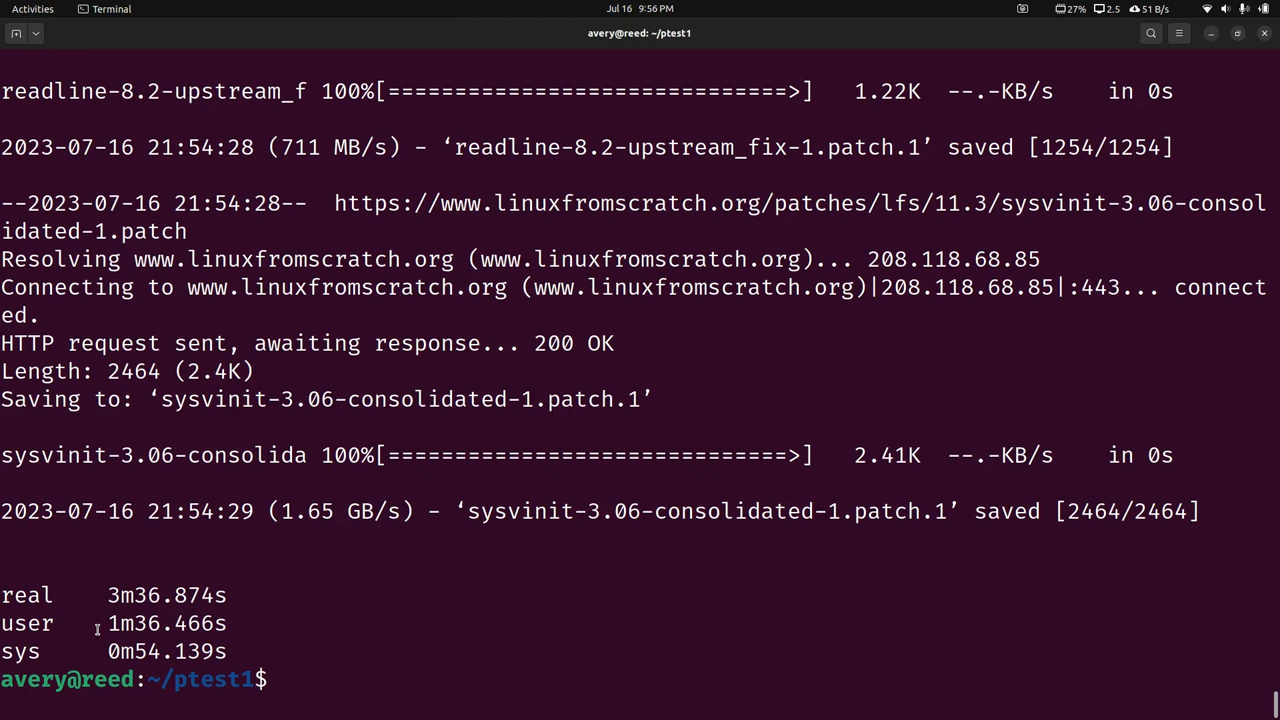 Activities Terminal Jul 16 9:56 PM 27% 2.5 51 B/s
avery@reed: ~/ptest1
readline-8.2-upstream_f 100%[==============================>] 1.22K --.-KB/s in 0s
2023-07-16 21:54:28 (711 MB/s) - ‘readline-8.2-upstream_fix-1.patch.1’ saved [1254/1254]
--2023-07-16 21:54:28-- https://www.linuxfromscratch.org/patches/lfs/11.3/sysvinit-3.06-consol
idated-1.patch
Resolving www.linuxfromscratch.org (www.linuxfromscratch.org)... 208.118.68.85
Connecting to www.linuxfromscratch.org (www.linuxfromscratch.org)|208.118.68.85|:443... connect
ed.
HTTP request sent, awaiting response... 200 OK
Length: 2464 (2.4K)
Saving to: ‘sysvinit-3.06-consolidated-1.patch.1’
sysvinit-3.06-consolida 100%[==============================>] 2.41K --.-KB/s in 0s
2023-07-16 21:54:29 (1.65 GB/s) - ‘sysvinit-3.06-consolidated-1.patch.1’ saved [2464/2464]
real 3m36.874s
user 1m36.466s
sys 0m54.139s
avery@reed:~/ptest1$